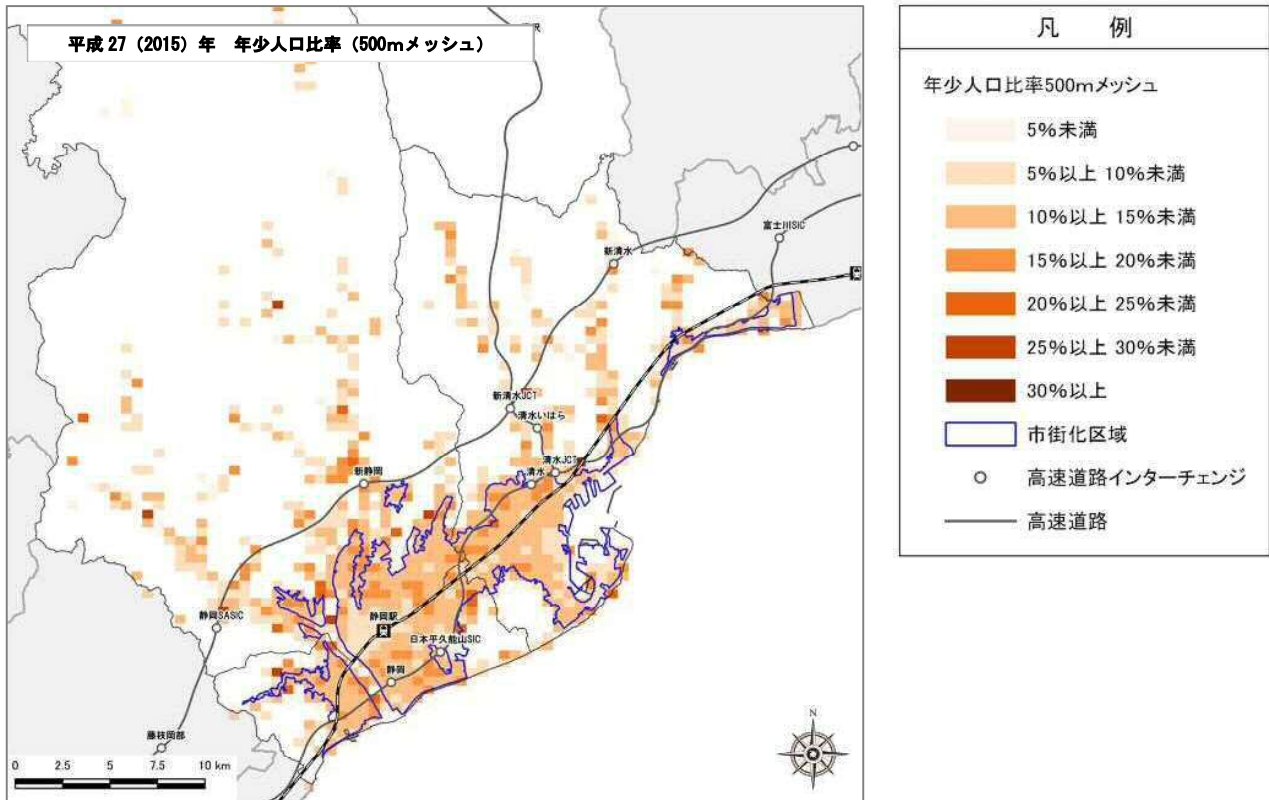 平成 27（2015）年　年少人口比率（500mメッシュ）
沢
富士川SIC
新清水
新清水JCT
清水いはら
清水JCT
清水
新静岡
静岡SASIC
静岡駅
日本平久能山SIC
静岡
藤枝岡部
0 2.5 5 7.5 10 km
N
凡　例
年少人口比率500mメッシュ
5%未満
5%以上 10%未満
10%以上 15%未満
15%以上 20%未満
20%以上 25%未満
25%以上 30%未満
30%以上
市街化区域
高速道路インターチェンジ
高速道路